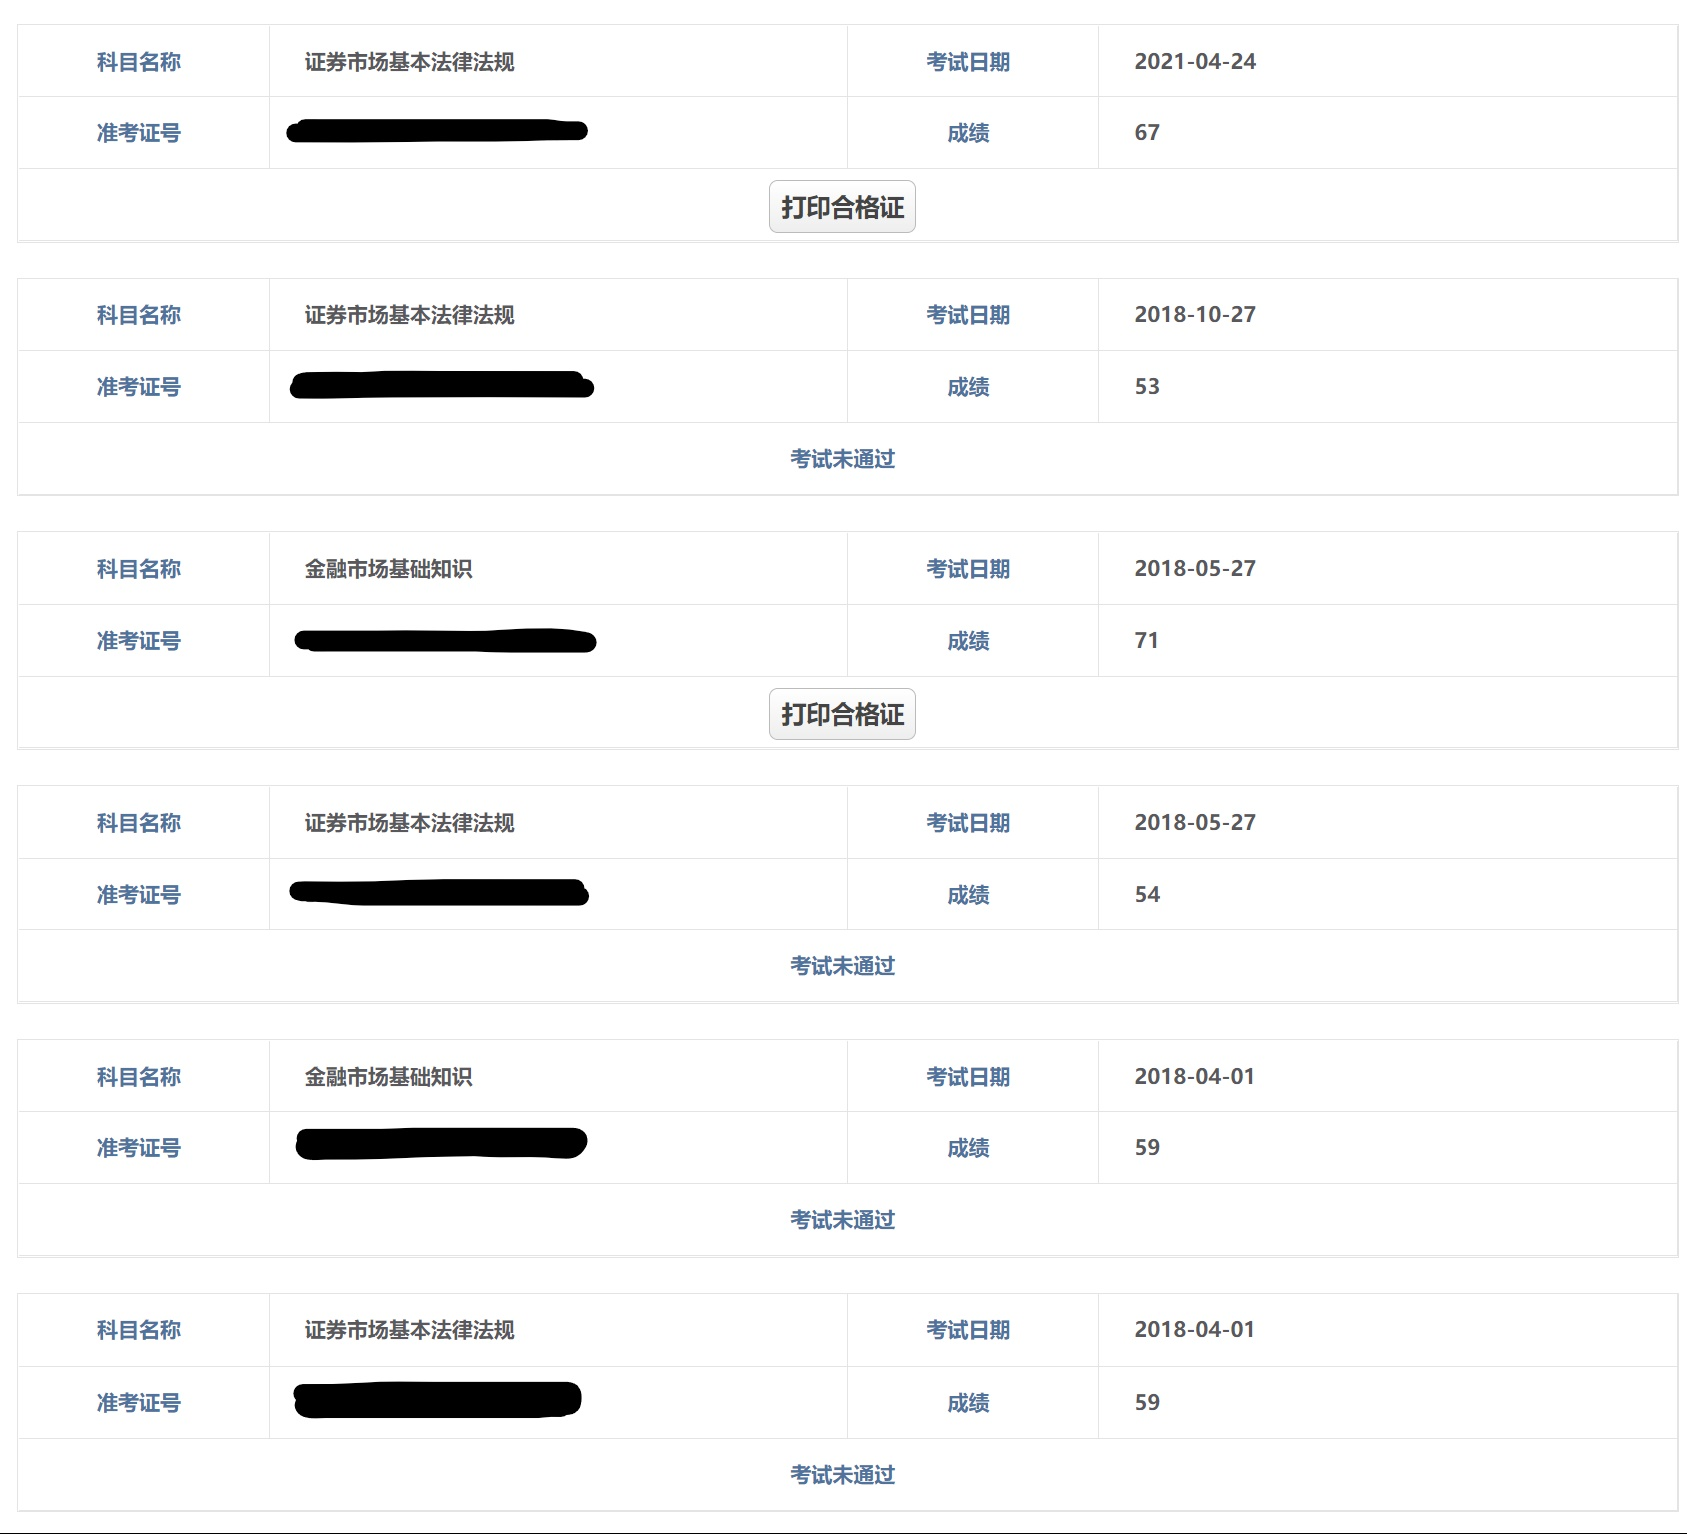 科目名称 证券市场基本法律法规 考试日期 2021-04-24
准考证号 成绩 67
打印合格证
科目名称 证券市场基本法律法规 考试日期 2018-10-27
准考证号 成绩 53
考试未通过
科目名称 金融市场基础知识 考试日期 2018-05-27
准考证号 成绩 71
打印合格证
科目名称 证券市场基本法律法规 考试日期 2018-05-27
准考证号 成绩 54
考试未通过
科目名称 金融市场基础知识 考试日期 2018-04-01
准考证号 成绩 59
考试未通过
科目名称 证券市场基本法律法规 考试日期 2018-04-01
准考证号 成绩 59
考试未通过